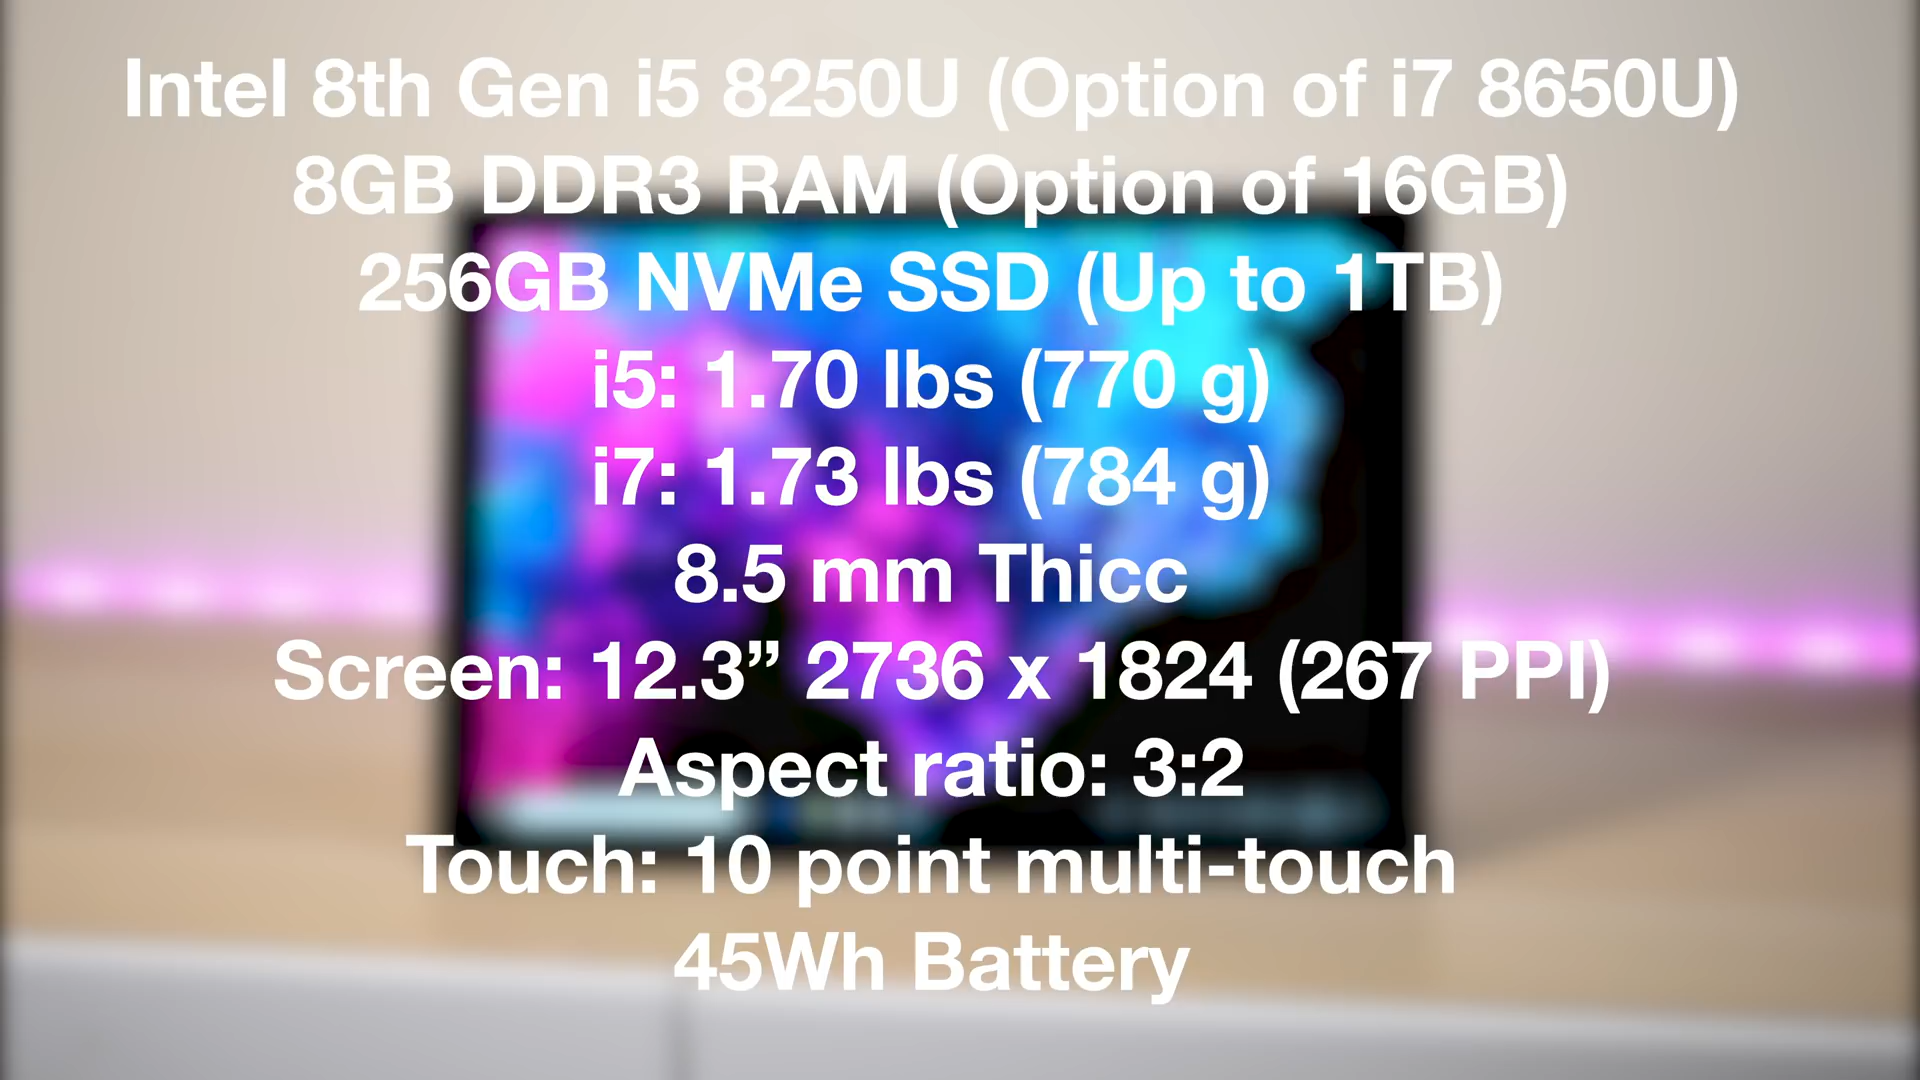 Intel 8th Gen i5 8250U (Option of i7 8650U)
8GB DDR3 RAM (Option of 16GB)
256GB NVMe SSD (Up to 1TB)
i5: 1.70 lbs (770 g)
i7: 1.73 lbs (784 g)
8.5 mm Thicc
Screen: 12.3” 2736 x 1824 (267 PPI)
Aspect ratio: 3:2
Touch: 10 point multi-touch
45Wh Battery